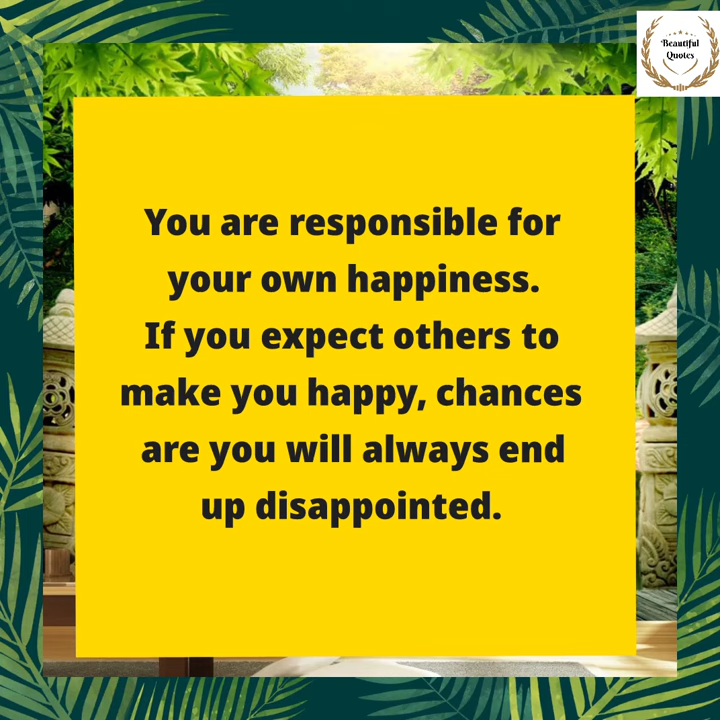 Beautiful
Quotes
You are responsible for
your own happiness.
If you expect others to
make you happy, chances
are you will always end
up disappointed.